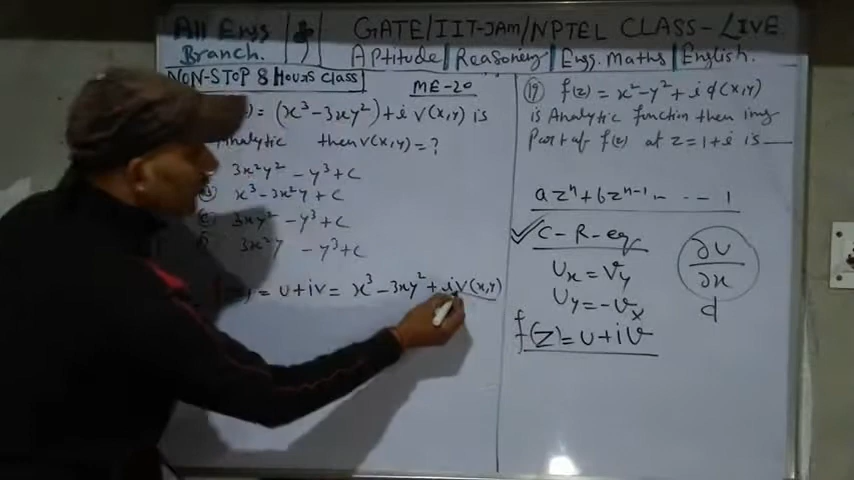 All Engg
Branch.
&
GATE/IIT-JAM/NPTEL CLASS-LIVE
Aptitude | Reasoning | Engg. Maths | English.
NON-STOP 8 HOURS CLASS
ME-20
) = (x³ - 3xy²) + i V(x,y) is
Analytic then v(x,y) = ?
3x²y² - y³ + c
x³ - 3x²y + c
3xy² - y³ + c
3x²y - y³ + c
= u + iv = x³ - 3xy² + iv(x,y)
19 f(z) = x² - y² + i φ(x,y)
is Analytic function then img
Part of f(z) at z = 1 + i is ___
azⁿ + bzⁿ⁻¹ - - - - 1
✓ C-R-eq
Ux = Vy
Uy = -Vx
f(z) = u + iv
∂U
∂x
d